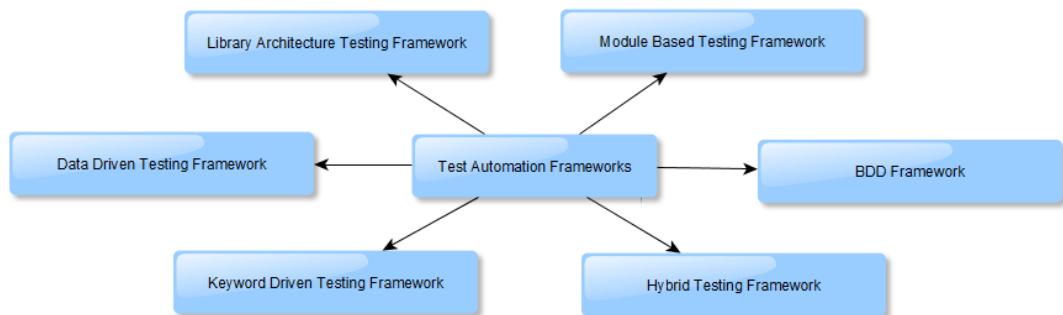 Library Architecture Testing Framework
Module Based Testing Framework
Data Driven Testing Framework
Test Automation Frameworks
BDD Framework
Keyword Driven Testing Framework
Hybrid Testing Framework